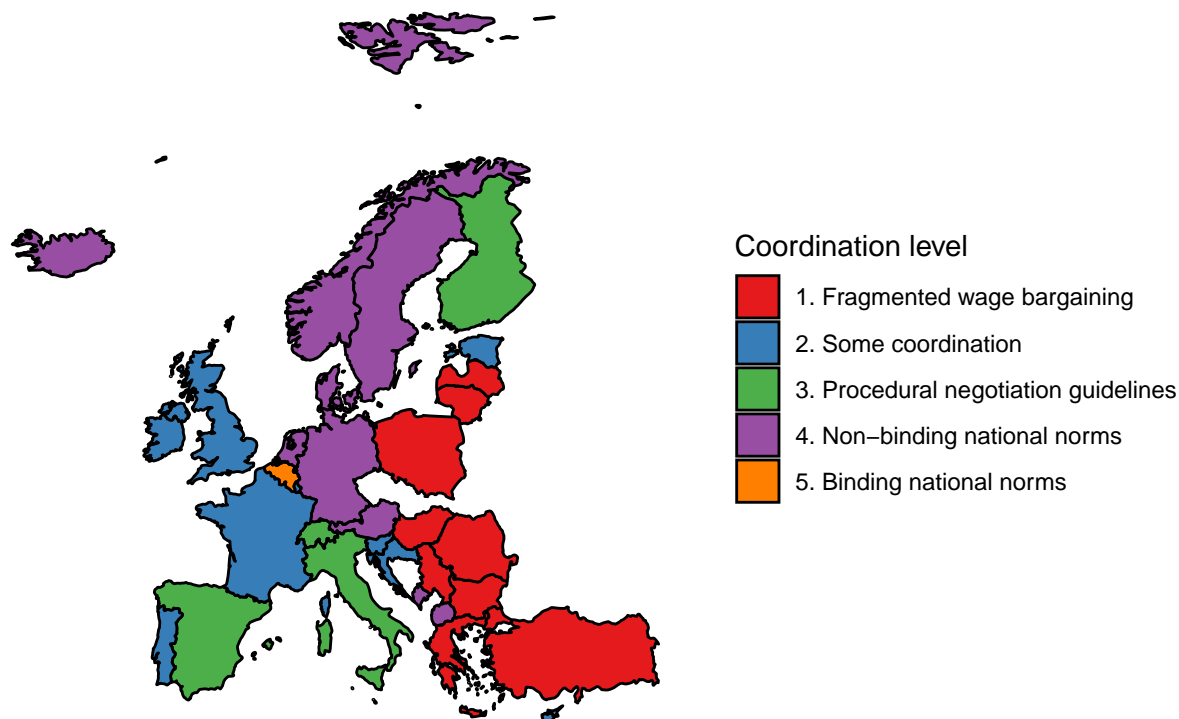 Coordination level
1. Fragmented wage bargaining
2. Some coordination
3. Procedural negotiation guidelines
4. Non−binding national norms
5. Binding national norms